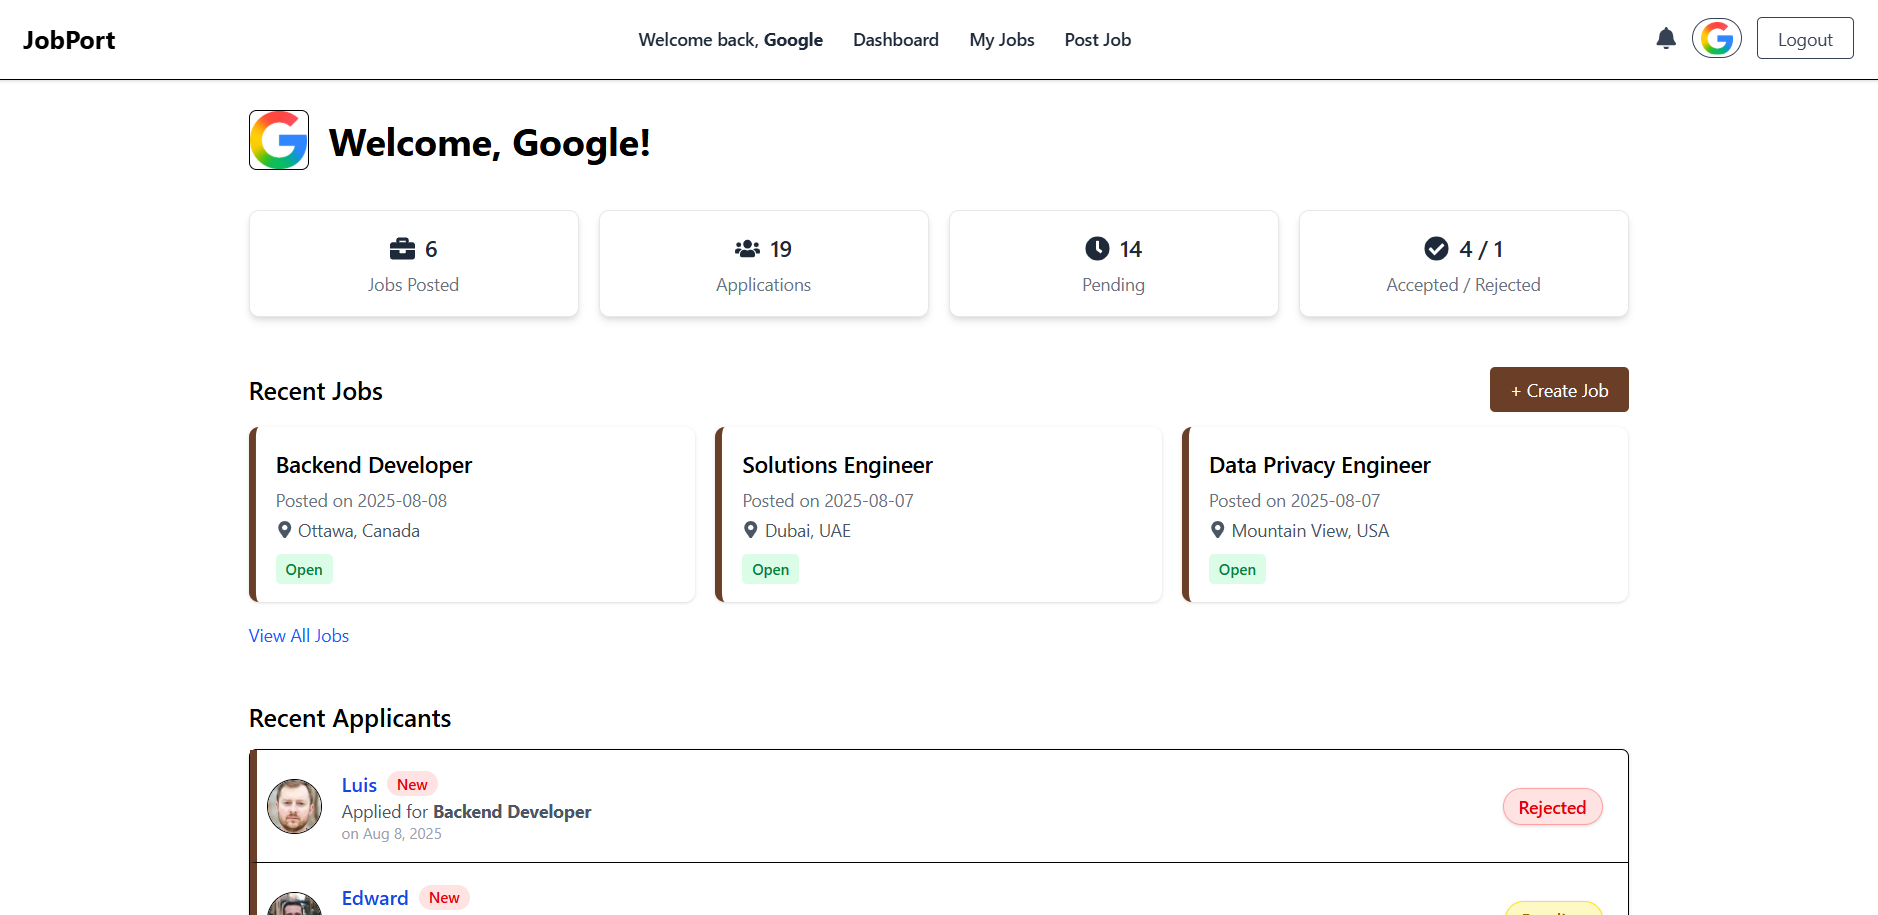 JobPort
Welcome back, Google
Dashboard
My Jobs
Post Job
Logout
Welcome, Google!
6
Jobs Posted
19
Applications
14
Pending
4 / 1
Accepted / Rejected
Recent Jobs
+ Create Job
Backend Developer
Posted on 2025-08-08
Ottawa, Canada
Open
Solutions Engineer
Posted on 2025-08-07
Dubai, UAE
Open
Data Privacy Engineer
Posted on 2025-08-07
Mountain View, USA
Open
View All Jobs
Recent Applicants
Luis New
Applied for Backend Developer
on Aug 8, 2025
Rejected
Edward New